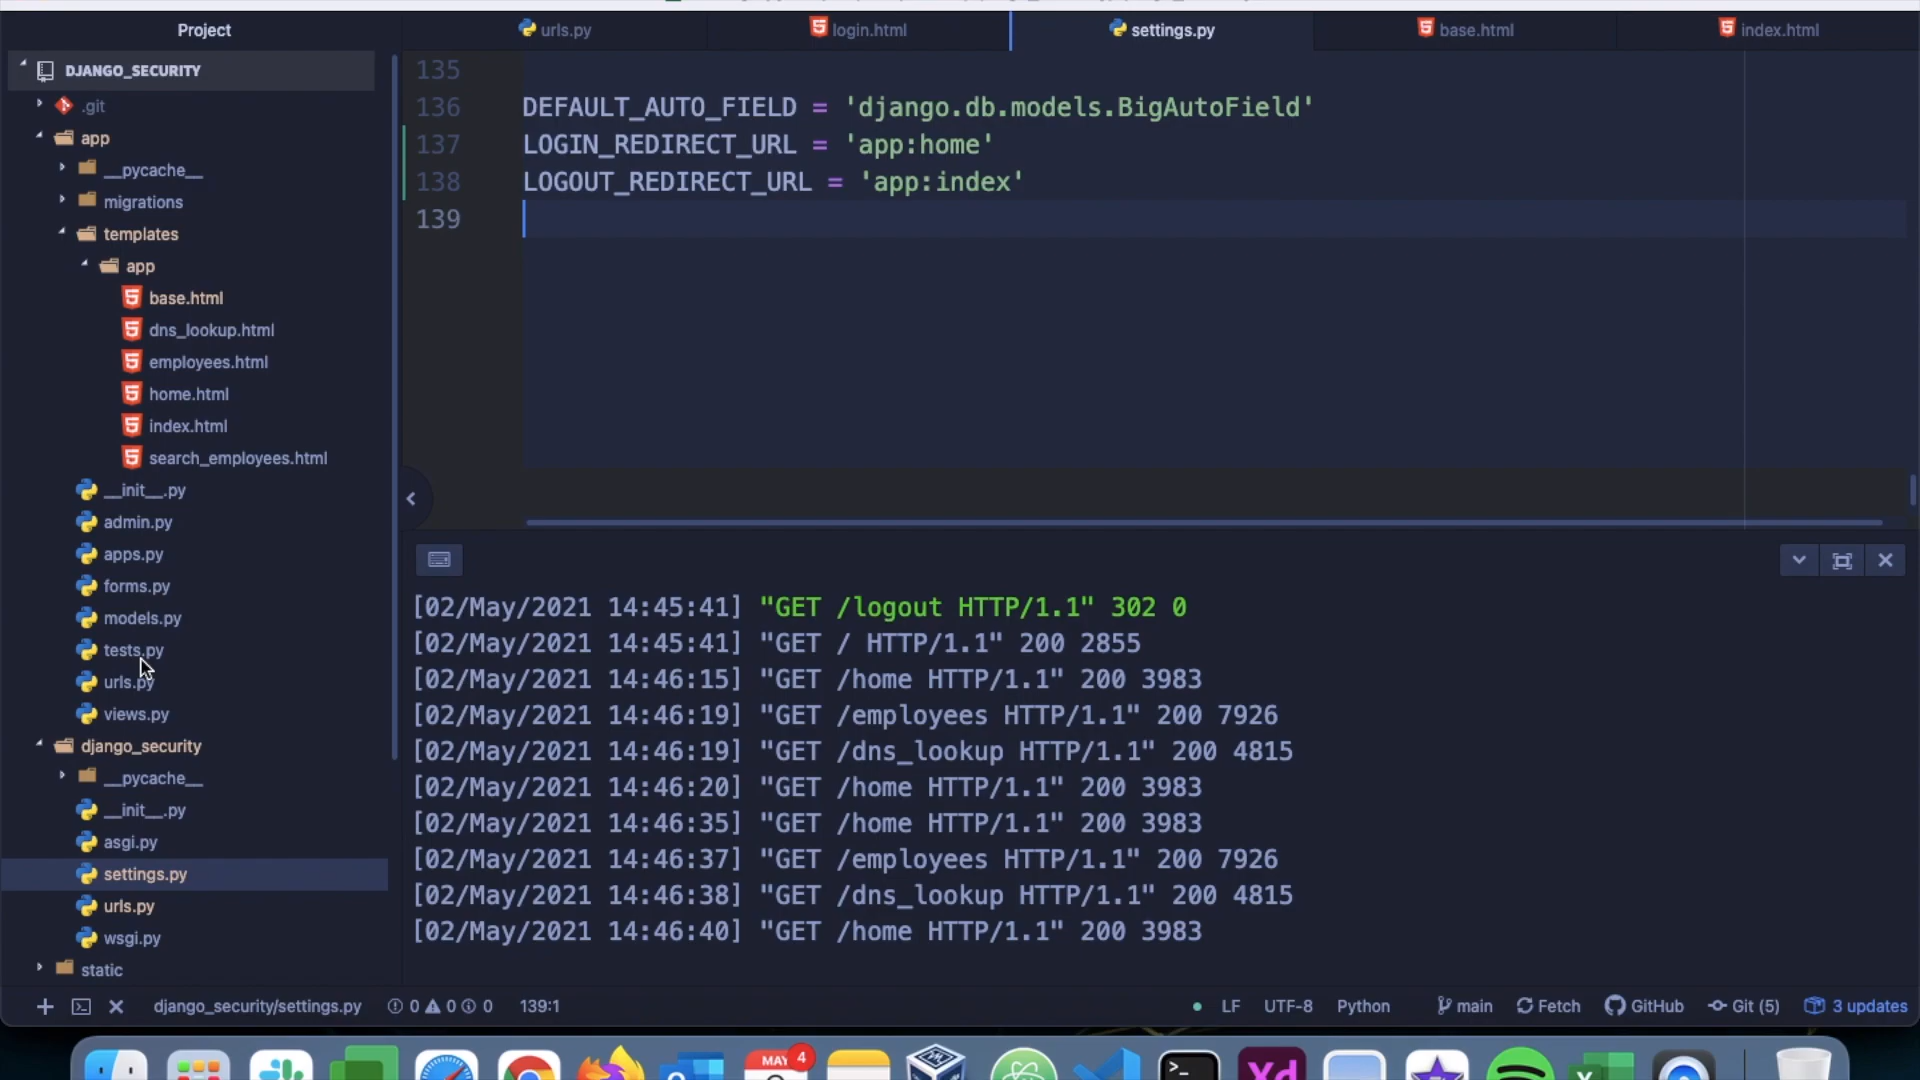 Project
urls.py
login.html
settings.py
base.html
index.html
DJANGO_SECURITY
.git
app
__pycache__
migrations
templates
app
base.html
dns_lookup.html
employees.html
home.html
index.html
search_employees.html
__init__.py
admin.py
apps.py
forms.py
models.py
tests.py
urls.py
views.py
django_security
__pycache__
__init__.py
asgi.py
settings.py
urls.py
wsgi.py
static
135
136 DEFAULT_AUTO_FIELD = 'django.db.models.BigAutoField'
137 LOGIN_REDIRECT_URL = 'app:home'
138 LOGOUT_REDIRECT_URL = 'app:index'
139
[02/May/2021 14:45:41] "GET /logout HTTP/1.1" 302 0
[02/May/2021 14:45:41] "GET / HTTP/1.1" 200 2855
[02/May/2021 14:46:15] "GET /home HTTP/1.1" 200 3983
[02/May/2021 14:46:19] "GET /employees HTTP/1.1" 200 7926
[02/May/2021 14:46:19] "GET /dns_lookup HTTP/1.1" 200 4815
[02/May/2021 14:46:20] "GET /home HTTP/1.1" 200 3983
[02/May/2021 14:46:35] "GET /home HTTP/1.1" 200 3983
[02/May/2021 14:46:37] "GET /employees HTTP/1.1" 200 7926
[02/May/2021 14:46:38] "GET /dns_lookup HTTP/1.1" 200 4815
[02/May/2021 14:46:40] "GET /home HTTP/1.1" 200 3983
django_security/settings.py 0 0 0 139:1 LF UTF-8 Python main Fetch GitHub Git (5) 3 updates
MAY 4
Xd